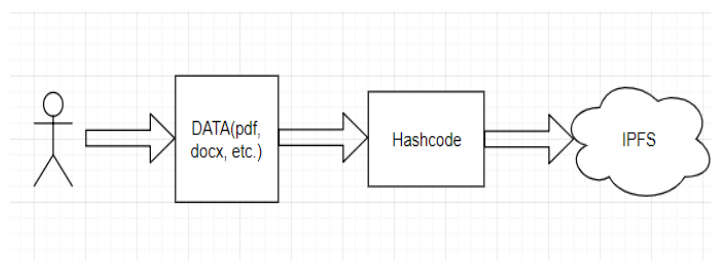 DATA(pdf,
docx, etc.)
Hashcode
IPFS